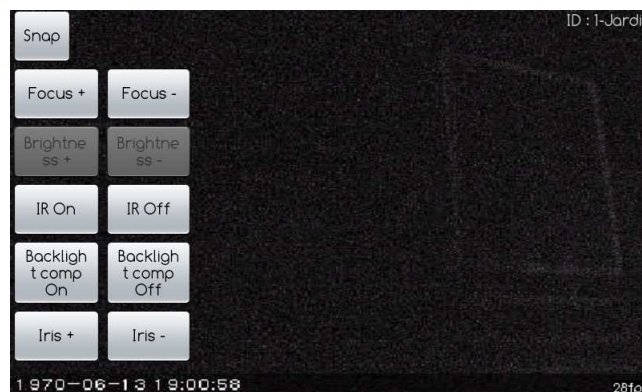 Snap
ID : 1-Jardi
Focus +
Focus -
Brightne
ss +
Brightne
ss -
IR On
IR Off
Backligh
t comp
On
Backligh
t comp
Off
Iris +
Iris -
1970-06-13 19:00:58